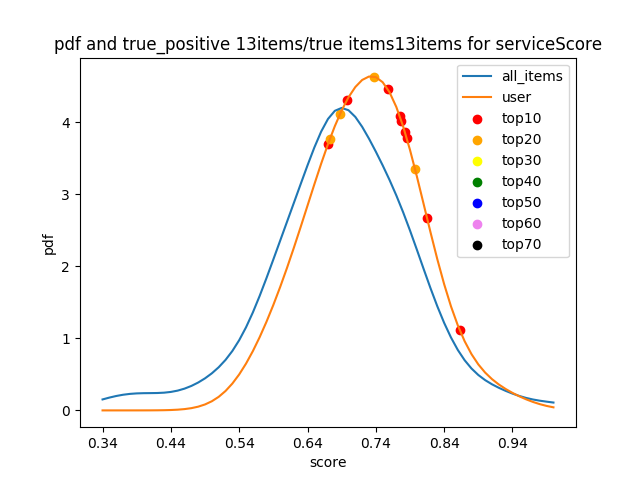 pdf and true_positive 13items/true items13items for serviceScore
all_items
user
top10
top20
top30
top40
top50
top60
top70
pdf
4
3
2
1
0
0.34 0.44 0.54 0.64 0.74 0.84 0.94
score